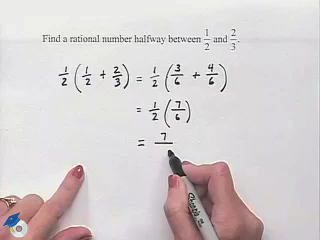 Find a rational number halfway between 1/2 and 2/3.
1/2 (1/2 + 2/3) = 1/2 (3/6 + 4/6)
= 1/2 (7/6)
= 7/